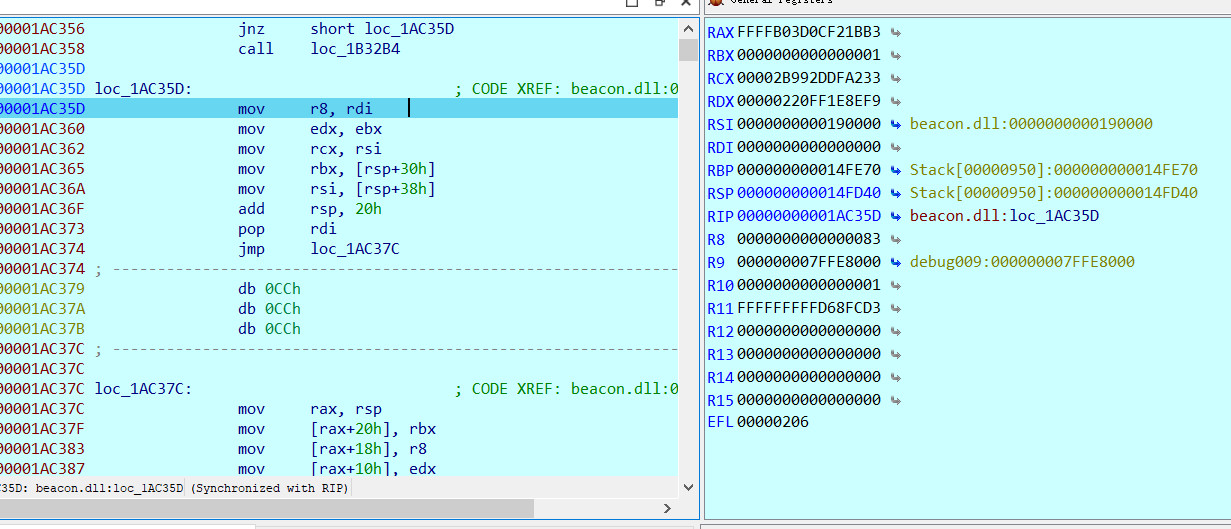 General registers
00001AC356 jnz short loc_1AC35D
00001AC358 call loc_1B32B4
00001AC35D
00001AC35D loc_1AC35D: ; CODE XREF: beacon.dll:0
00001AC35D mov r8, rdi
00001AC360 mov edx, ebx
00001AC362 mov rcx, rsi
00001AC365 mov rbx, [rsp+30h]
00001AC36A mov rsi, [rsp+38h]
00001AC36F add rsp, 20h
00001AC373 pop rdi
00001AC374 jmp loc_1AC37C
00001AC374 ; ----------------------------------------------------------------
00001AC379 db 0CCh
00001AC37A db 0CCh
00001AC37B db 0CCh
00001AC37C ; ----------------------------------------------------------------
00001AC37C
00001AC37C loc_1AC37C: ; CODE XREF: beacon.dll:0
00001AC37C mov rax, rsp
00001AC37F mov [rax+20h], rbx
00001AC383 mov [rax+18h], r8
00001AC387 mov [rax+10h], edx
C35D: beacon.dll:loc_1AC35D (Synchronized with RIP)
RAX FFFFB03D0CF21BB3
RBX 0000000000000001
RCX 00002B992DDFA233
RDX 00000220FF1E8EF9
RSI 0000000000190000 beacon.dll:0000000000190000
RDI 0000000000000000
RBP 000000000014FE70 Stack[00000950]:000000000014FE70
RSP 000000000014FD40 Stack[00000950]:000000000014FD40
RIP 00000000001AC35D beacon.dll:loc_1AC35D
R8 0000000000000083
R9 000000007FFE8000 debug009:000000007FFE8000
R10 0000000000000001
R11 FFFFFFFFFD68FCD3
R12 0000000000000000
R13 0000000000000000
R14 0000000000000000
R15 0000000000000000
EFL 00000206